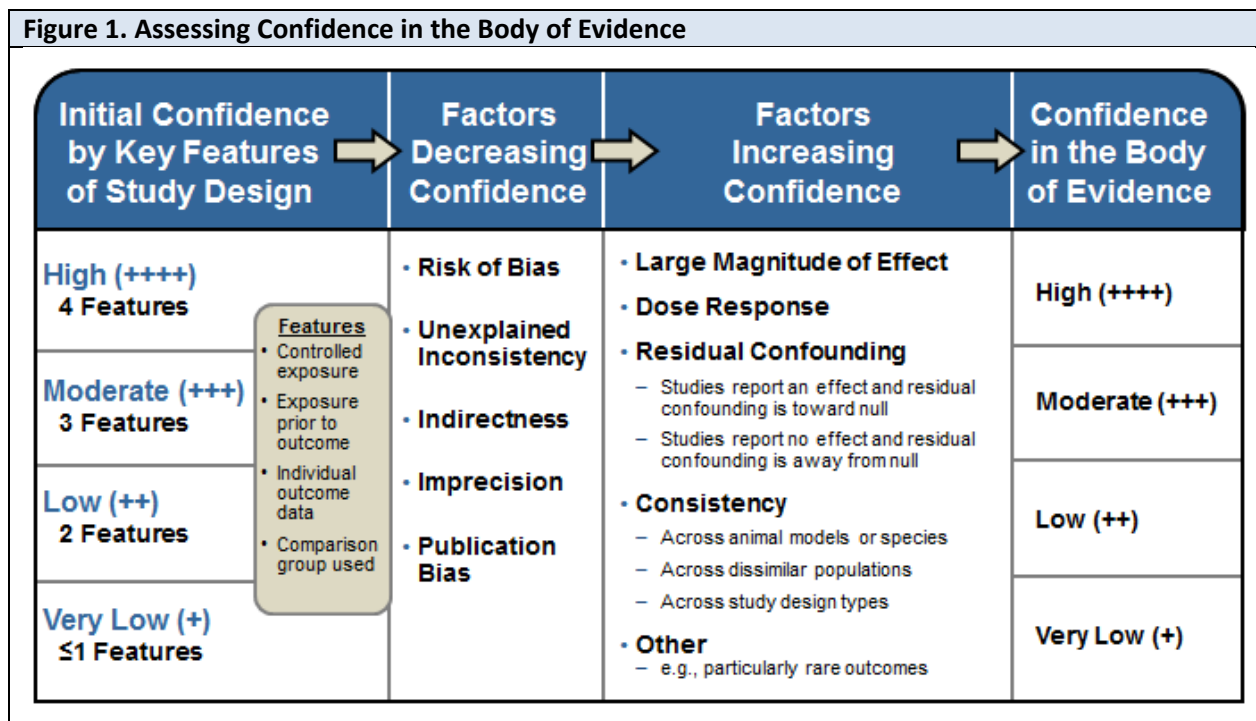 Figure 1. Assessing Confidence in the Body of Evidence
Initial Confidence
by Key Features
of Study Design
Factors
Decreasing
Confidence
Factors
Increasing
Confidence
Confidence
in the Body
of Evidence
High (++++)
4 Features
Moderate (+++)
3 Features
Low (++)
2 Features
Very Low (+)
≤1 Features
Features
• Controlled
exposure
• Exposure
prior to
outcome
• Individual
outcome
data
• Comparison
group used
• Risk of Bias
• Unexplained
Inconsistency
• Indirectness
• Imprecision
• Publication
Bias
• Large Magnitude of Effect
• Dose Response
• Residual Confounding
– Studies report an effect and residual
confounding is toward null
– Studies report no effect and residual
confounding is away from null
• Consistency
– Across animal models or species
– Across dissimilar populations
– Across study design types
• Other
– e.g., particularly rare outcomes
High (++++)
Moderate (+++)
Low (++)
Very Low (+)